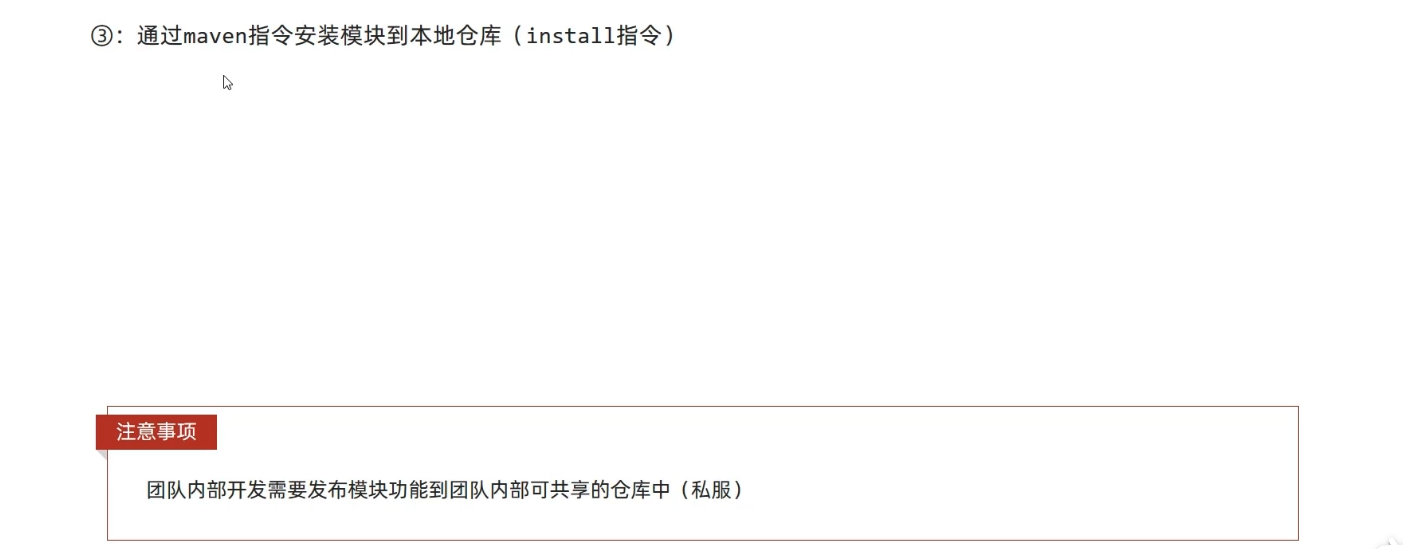 ③：通过maven指令安装模块到本地仓库（install指令）
注意事项
团队内部开发需要发布模块功能到团队内部可共享的仓库中（私服）